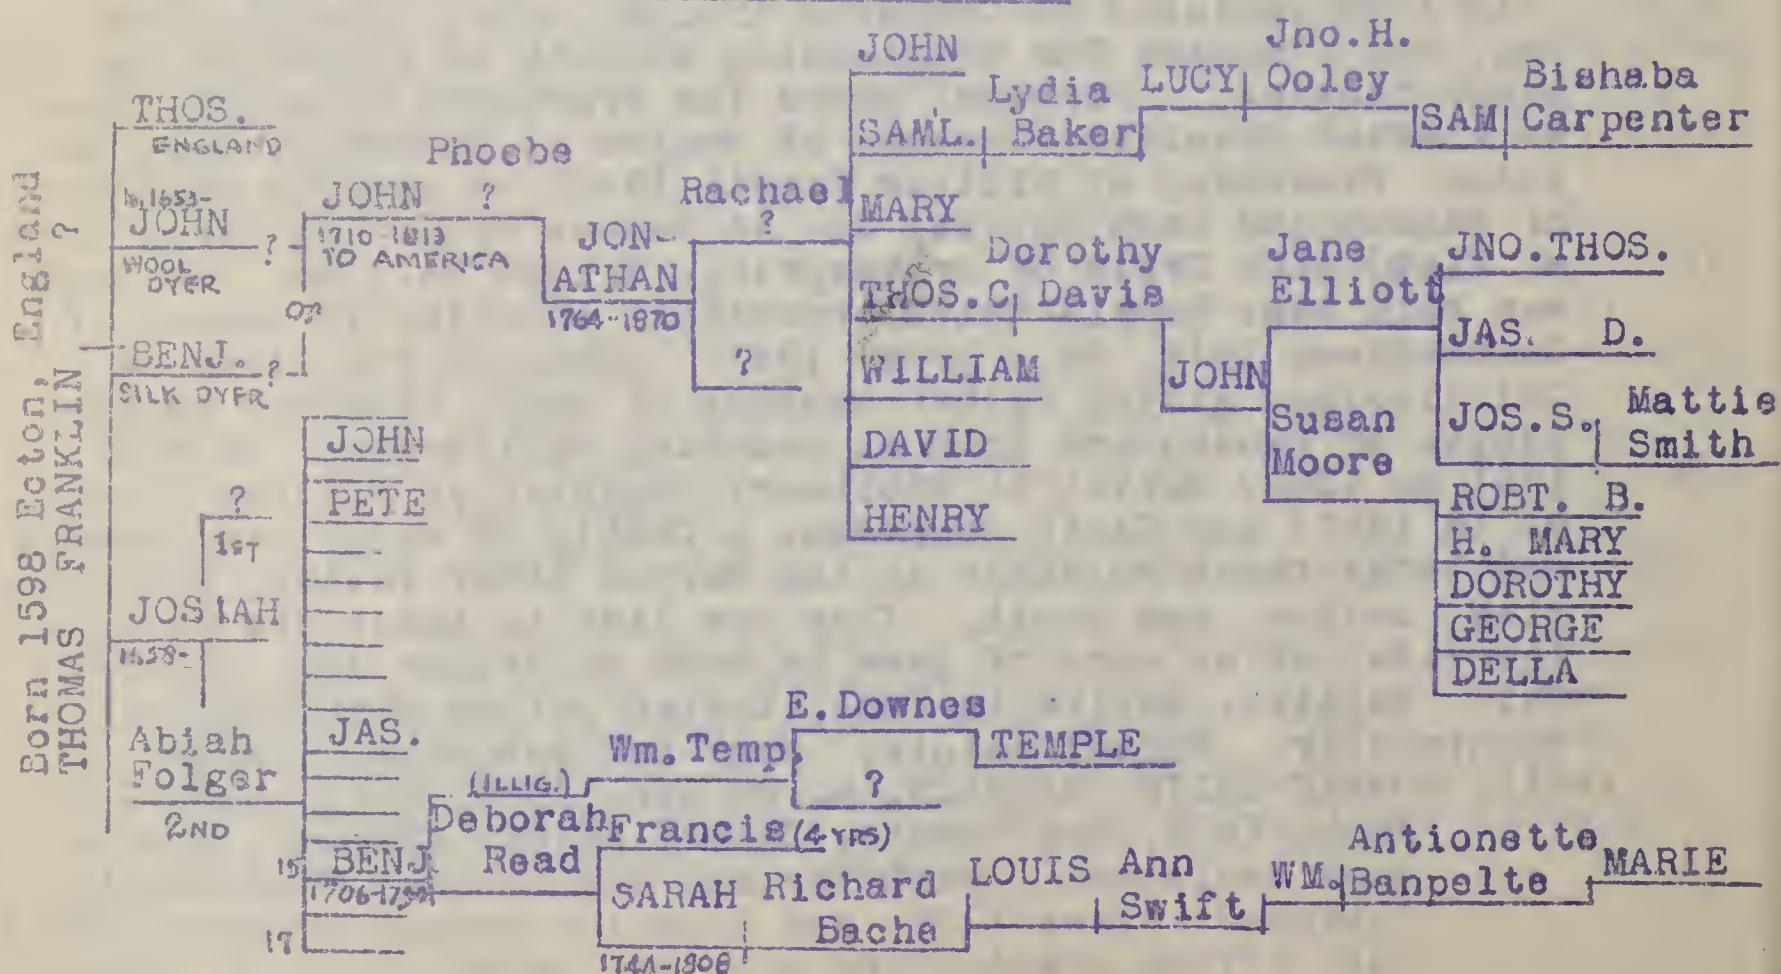 Born 1598 Ecton, England
THOMAS FRANKLIN ?
THOS.
ENGLAND
b. 1653-
JOHN ?
WOOL
DYER
BENJ. ?
SILK DYER
OR
JOSIAH
1658-
?
1ST
Abiah
Folger
2ND
Phoebe
JOHN ?
1710-1813
TO AMERICA
JON-
ATHAN
1764-1870
Rachael
?
?
JOHN
SAML. Lydia
Baker
LUCY Jno.H.
Ooley
SAM Bishaba
Carpenter
MARY
THOS.C. Dorothy
Davis
WILLIAM
DAVID
HENRY
JOHN
Jane
Elliott
Susan
Moore
JNO.THOS.
JAS. D.
JOS.S. Mattie
Smith
ROBT. B.
H. MARY
DOROTHY
GEORGE
DELLA
JOHN
PETE
JAS.
15 BENJ.
17
(ILLIG.)
Wm.Temp.
E.Downes
?
TEMPLE
Deborah
Read
Francis (4 YRS)
SARAH Richard
Bache
1744-1808
LOUIS Ann
Swift
WM. Antionette
Banpelte
MARIE